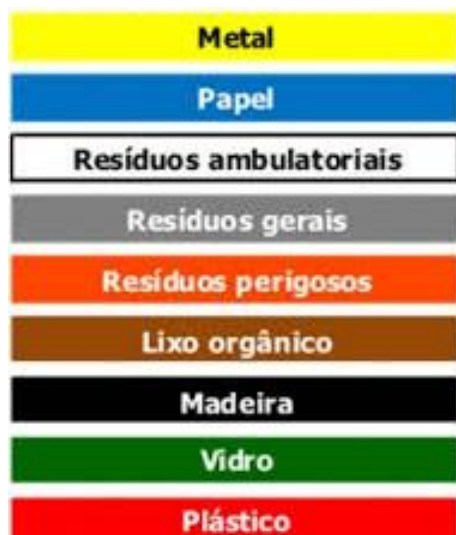 Metal
Papel
Resíduos ambulatoriais
Resíduos gerais
Resíduos perigosos
Lixo orgânico
Madeira
Vidro
Plástico